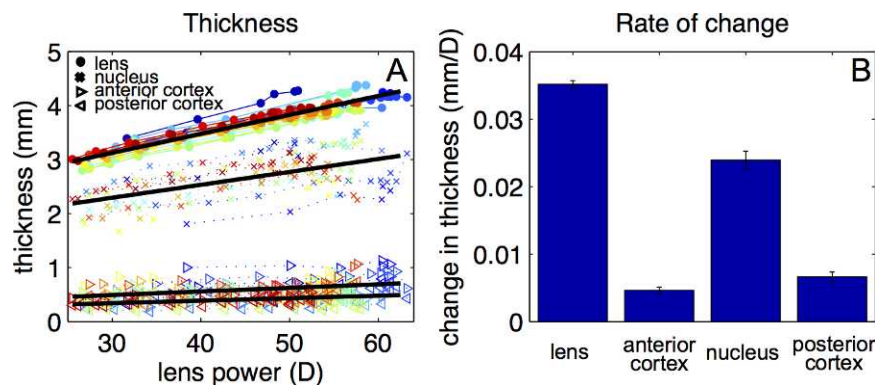 Thickness
A
lens
nucleus
anterior cortex
posterior cortex
5
4
3
2
1
0
thickness (mm)
30 40 50 60
lens power (D)
Rate of change
B
0.04
0.03
0.02
0.01
0
change in thickness (mm/D)
lens anterior cortex nucleus posterior cortex